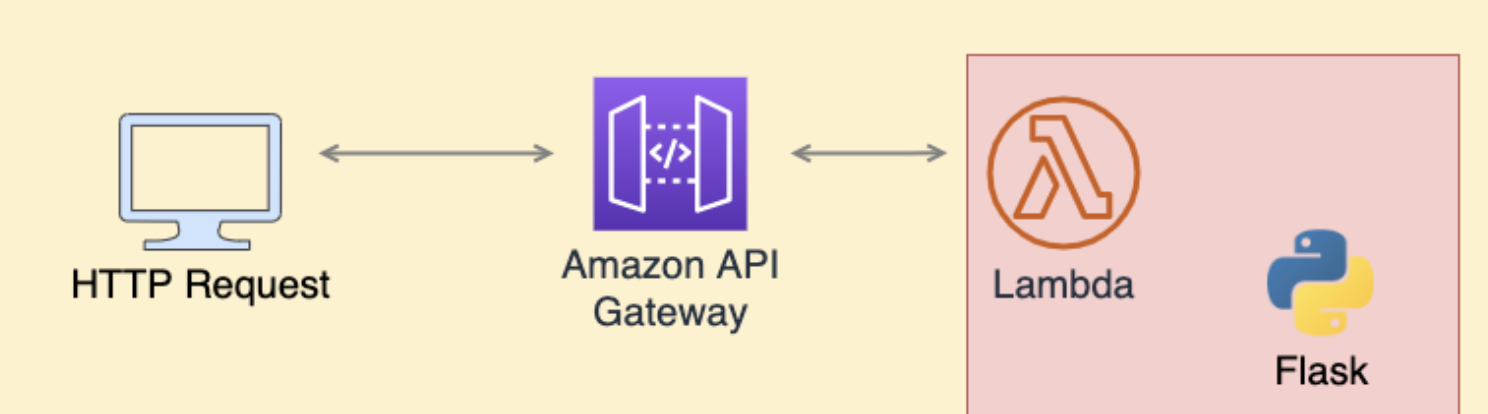 HTTP Request
Amazon API
Gateway
</>
Lambda
Flask